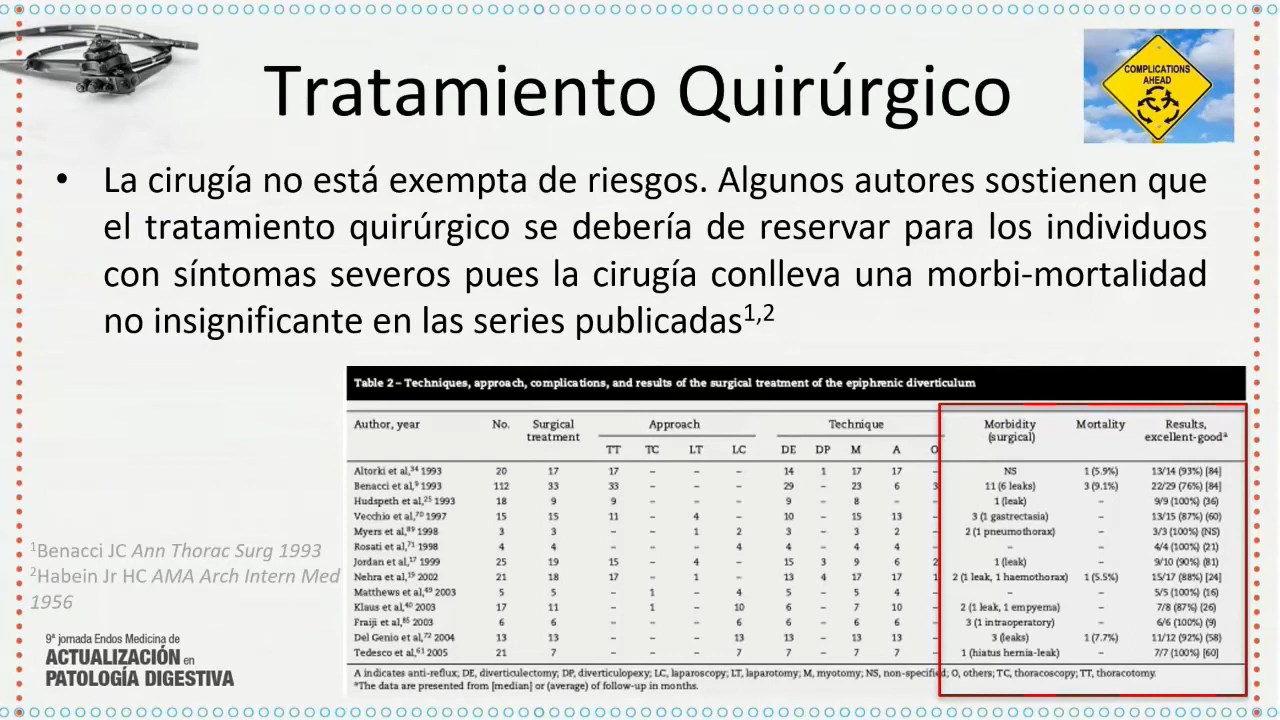 Tratamiento Quirúrgico
COMPLICATIONS
AHEAD
• La cirugía no está exempta de riesgos. Algunos autores sostienen que
el tratamiento quirúrgico se debería de reservar para los individuos
con síntomas severos pues la cirugía conlleva una morbi-mortalidad
no insignificante en las series publicadas1,2
Table 2 – Techniques, approach, complications, and results of the surgical treatment of the epiphrenic diverticulum
Author, year No. Surgical treatment Approach Technique Morbidity (surgical) Mortality Results, excellent-goodª
TT TC LT LC DE DP M A O
Altorki et al,34 1993 20 17 17 – – – 14 1 17 17 – NS 1 (5.9%) 13/14 (93%) [84]
Benacci et al,9 1993 112 33 33 – – – 29 – 23 6 3 11 (6 leaks) 3 (9.1%) 22/29 (76%) [84]
Hudspeth et al,25 1993 18 9 9 – – – 9 – 8 – – 1 (leak) – 9/9 (100%) (36)
Vecchio et al,70 1997 15 15 11 – 4 – 10 – 15 13 – 3 (1 gastrectasia) – 13/15 (87%) (60)
Myers et al,89 1998 3 3 – – 1 2 3 – 3 2 – 2 (1 pneumothorax) – 3/3 (100%) (NS)
Rosati et al,71 1998 4 4 – – – 4 4 – 4 4 – – – 4/4 (100%) (21)
Jordan et al,17 1999 25 19 15 – 4 – 15 3 9 6 2 1 (leak) – 9/10 (90%) (81)
Nehra et al,19 2002 21 18 17 – 1 – 13 4 17 17 1 2 (1 leak, 1 haemothorax) 1 (5.5%) 15/17 (88%) [24]
Matthews et al,49 2003 5 5 – 1 – 4 5 – 5 4 – – – 5/5 (100%) (16)
Klaus et al,40 2003 17 11 – 1 – 10 6 – 7 10 – 2 (1 leak, 1 empyema) – 7/8 (87%) (26)
Fraiji et al,85 2003 6 6 – – – 6 6 – 6 6 – 3 (1 intraoperatory) – 6/6 (100%) (9)
Del Genio et al,72 2004 13 13 – – – 13 13 – 13 13 – 3 (leaks) 1 (7.7%) 11/12 (92%) (58)
Tedesco et al,61 2005 21 7 – – – 7 7 – 7 7 – 1 (hiatus hernia-leak) – 7/7 (100%) [60]
A indicates anti-reflux; DE, diverticulectomy; DP, diverticulopexy; LC, laparoscopy; LT, laparotomy; M, myotomy; NS, non-specified; O, others; TC, thoracoscopy; TT, thoracotomy.
ªThe data are presented from [median] or (average) of follow-up in months.
1Benacci JC Ann Thorac Surg 1993
2Habein Jr HC AMA Arch Intern Med
1956
9ª jornada Endos Medicina de
ACTUALIZACIÓN en
PATOLOGÍA DIGESTIVA